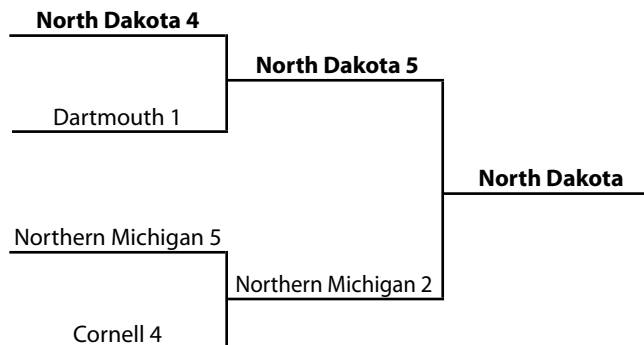 North Dakota 4
North Dakota 5
Dartmouth 1
North Dakota
Northern Michigan 5
Northern Michigan 2
Cornell 4